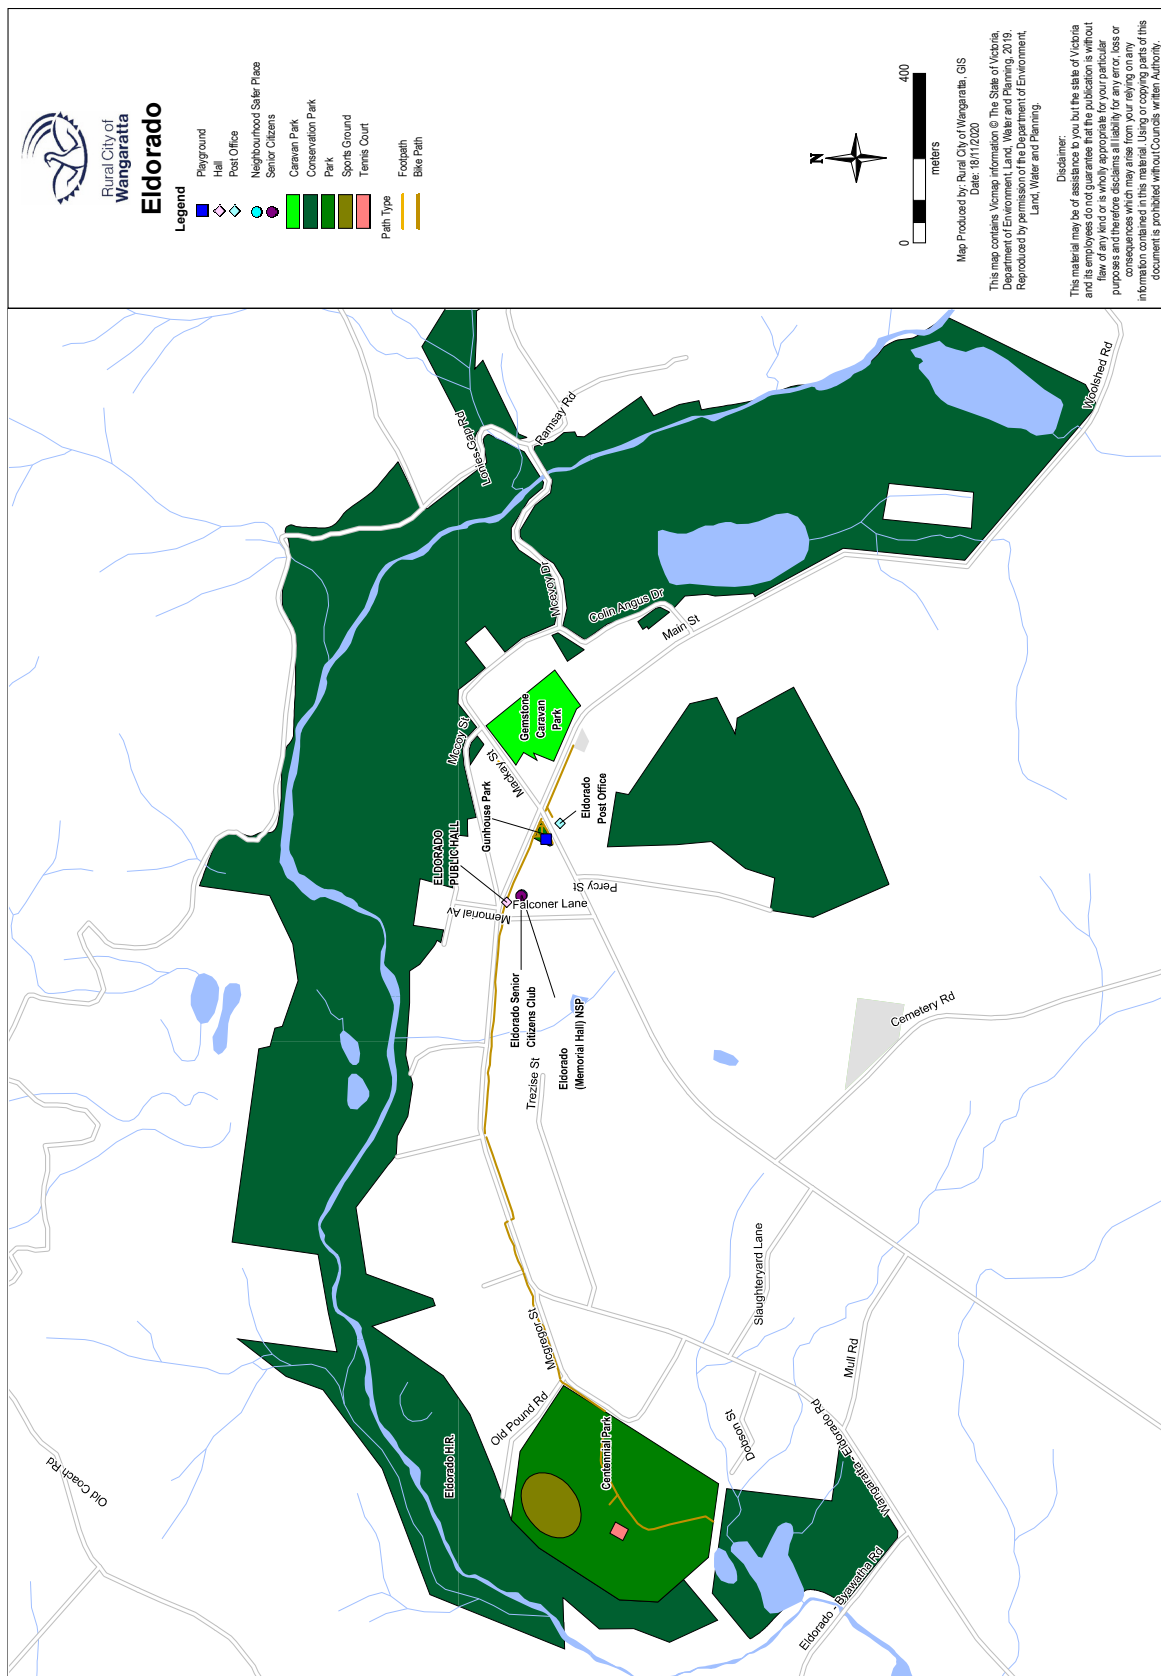 Rural City of
Wangaratta
Eldorado
Legend
Playground
Hall
Post Office
Neighbourhood Safer Place
Senior Citizens
Caravan Park
Conservation Park
Park
Sports Ground
Tennis Court
Path Type
Footpath
Bike Path
N
0
400
meters
Map Produced by: Rural City of Wangaratta, GIS
Date: 18/11/2020
This map contains Vicmap information © The State of Victoria,
Department of Environment, Land, Water and Planning, 2019.
Reproduced by permission of the Department of Environment,
Land, Water and Planning.
Disclaimer:
This material may be of assistance to you but the state of Victoria
and its employees do not guarantee that the publication is without
flaw of any kind or is wholly appropriate for your particular
purposes and therefore disclaims all liability for any error, loss or
consequences which may arise from your relying on any
information contained in this material. Using or copying parts of this
document is prohibited without Councils written Authority.
Lonies Gap Rd
Ramsay Rd
Woolshed Rd
Mcevoy Dr
Colin Angus Dr
Main St
Mccoy St
Mackay St
Gemstone
Caravan
Park
Gunhouse Park
ELDORADO
PUBLIC HALL
Eldorado
Post Office
Percy St
Falconer Lane
Memorial Av
Eldorado Senior
Citizens Club
Eldorado
(Memorial Hall) NSP
Trezise St
Cemetery Rd
Slaughteryard Lane
Mull Rd
Mcgregor St
Old Pound Rd
Centennial Park
Dobson St
Wangaratta - Eldorado Rd
Eldorado - Byawatha Rd
Eldorado H.R.
Old Coach Rd